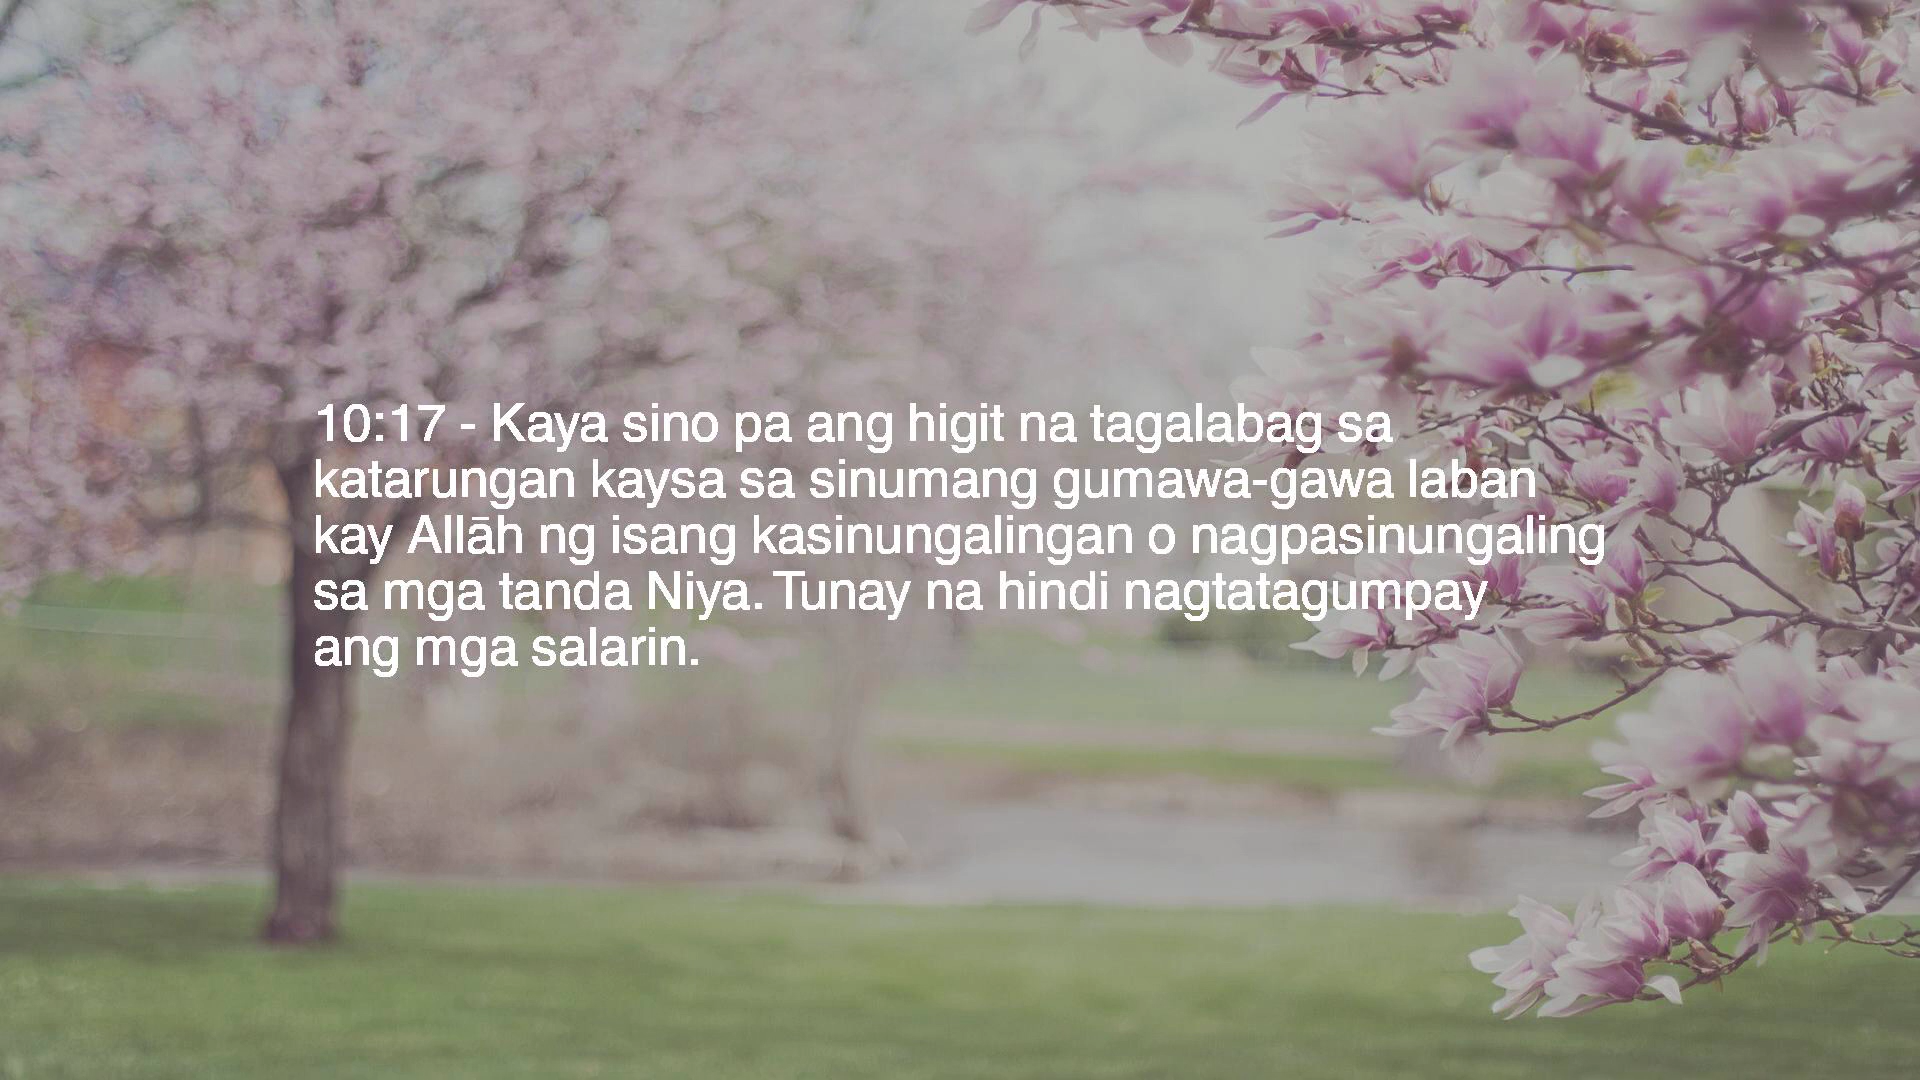 10:17 - Kaya sino pa ang higit na tagalabag sa
katarungan kaysa sa sinumang gumawa-gawa laban
kay Allāh ng isang kasinungalingan o nagpasinungaling
sa mga tanda Niya. Tunay na hindi nagtatagumpay
ang mga salarin.